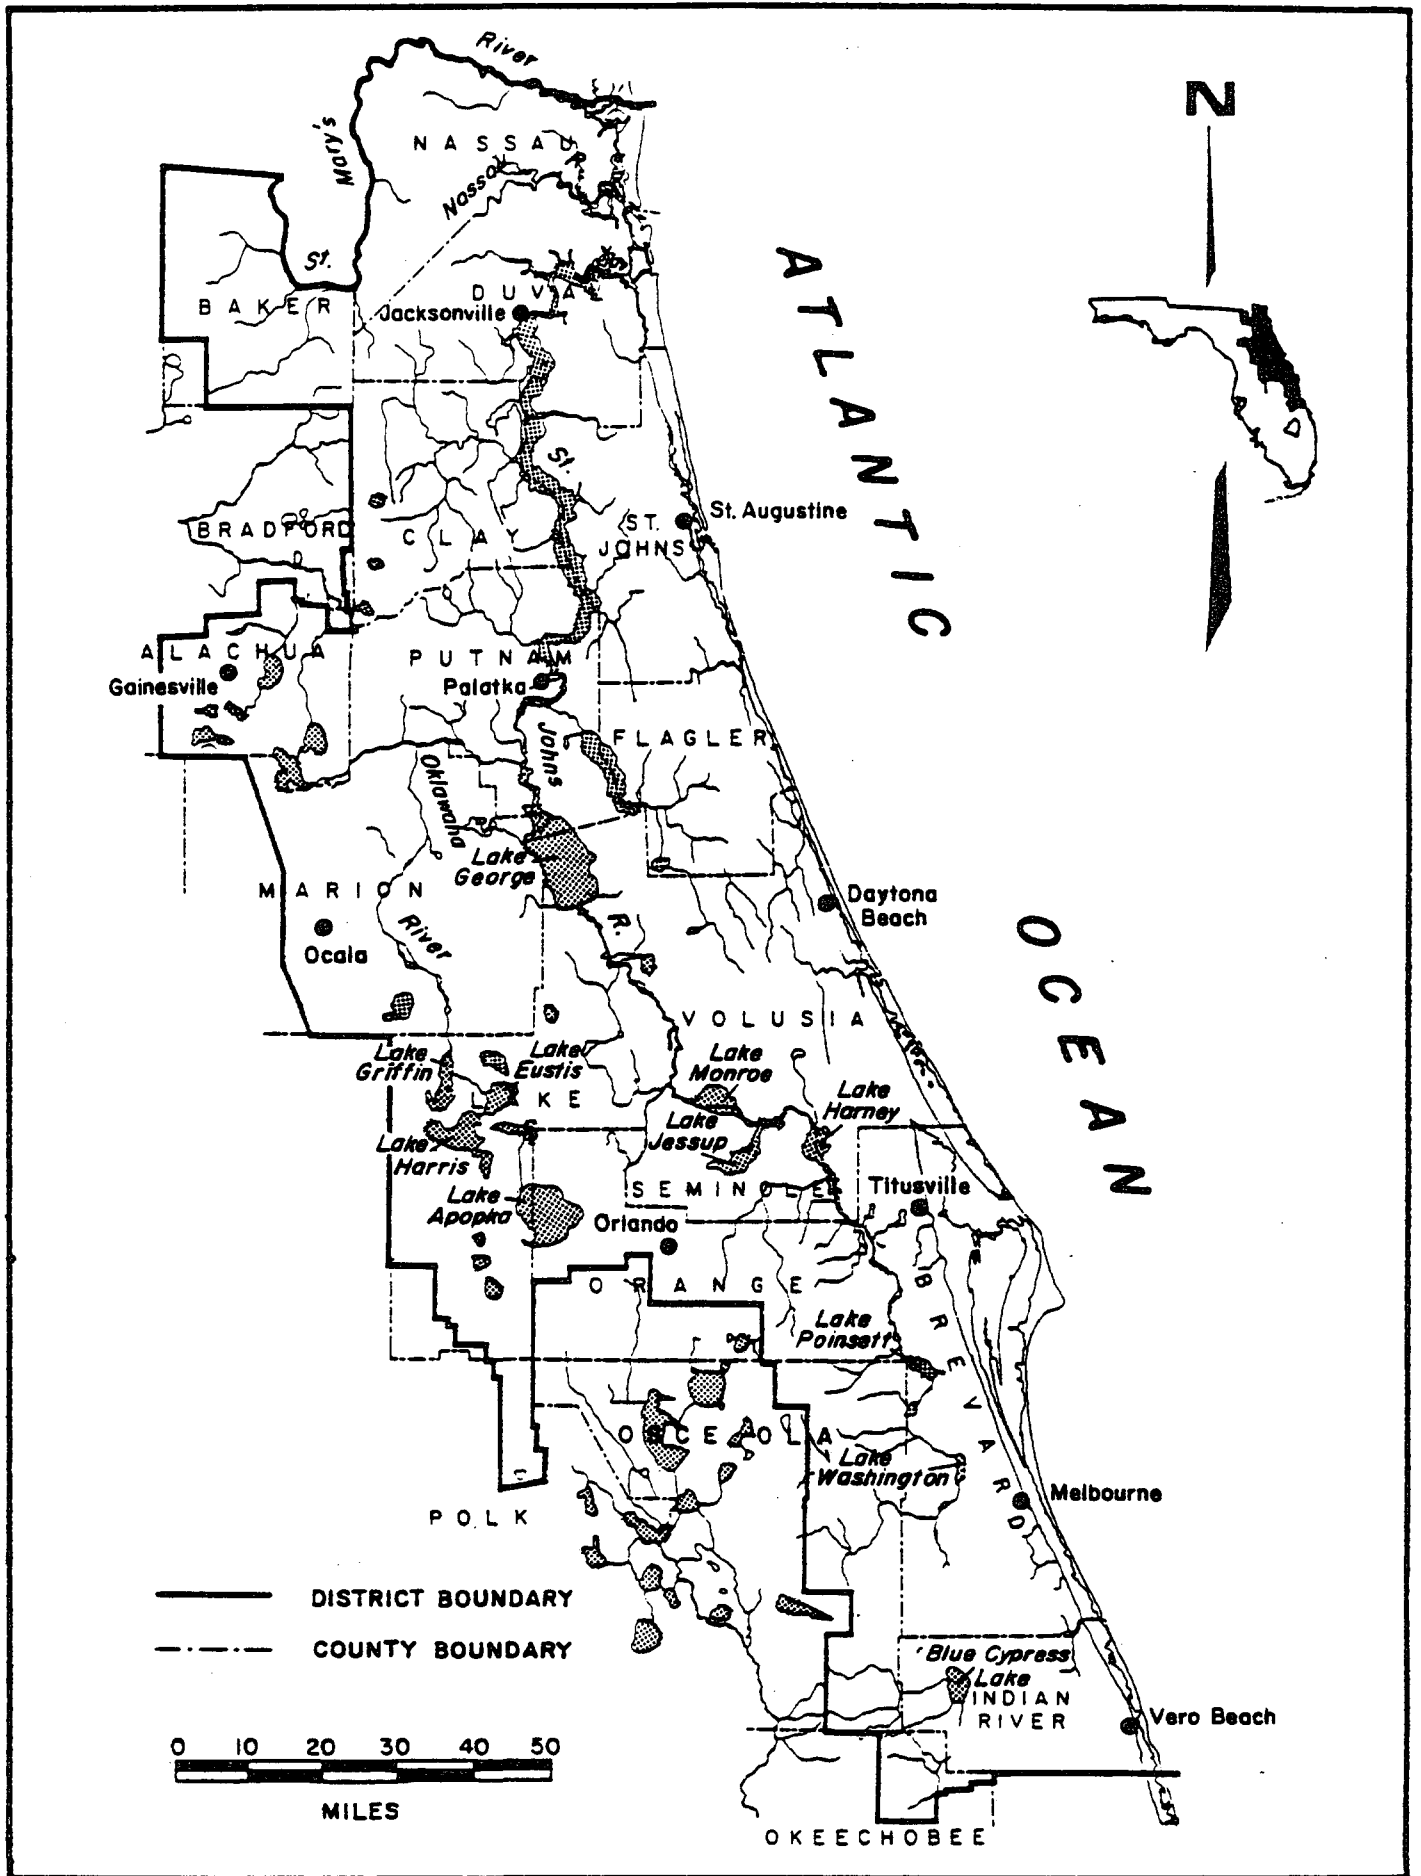 River
N
Mary's
NASSAU
Nassau
R.
St.
BAKER
DUVA
Jacksonville
ATLANTIC
St.
St. Augustine
BRADFORD
CLAY
ST.
JOHNS
ALACHUA
PUTNAM
Gainesville
Palatka
Johns
FLAGLER
Oklawaha
Lake
George
MARION
Daytona
Beach
River
R.
Ocala
OCEAN
VOLUSIA
Lake
Griffin
Lake
Eustis
Lake
Monroe
LAKE
Lake
Harney
Lake
Jessup
Lake
Harris
SEMINOLE
Titusville
Lake
Apopka
Orlando
ORANGE
BREVARD
Lake
Poinsett
OSCEOLA
Lake
Washington
Melbourne
POLK
DISTRICT BOUNDARY
COUNTY BOUNDARY
Blue Cypress
Lake
INDIAN
RIVER
Vero Beach
0 10 20 30 40 50
MILES
OKEECHOBEE